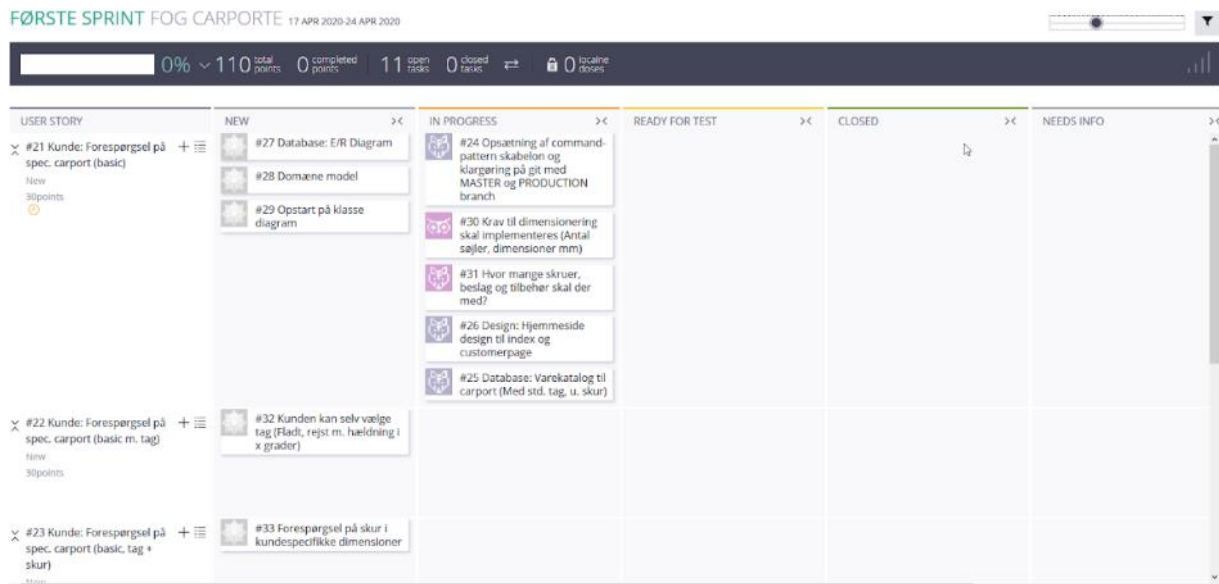 FØRSTE SPRINT FOG CARPORTE 17 APR 2020-24 APR 2020
0% 110 total points 0 completed points 11 open tasks 0 closed tasks 0 iocaine doses
USER STORY NEW IN PROGRESS READY FOR TEST CLOSED NEEDS INFO
#21 Kunde: Forespørgsel på
spec. carport (basic)
New
30points
#27 Database: E/R Diagram
#28 Domæne model
#29 Opstart på klasse
diagram
#24 Opsætning af command-
pattern skabelon og
klargøring på git med
MASTER og PRODUCTION
branch
#30 Krav til dimensionering
skal implementeres (Antal
søjler, dimensioner mm)
#31 Hvor mange skruer,
beslag og tilbehør skal der
med?
#26 Design: Hjemmeside
design til index og
customerpage
#25 Database: Varekatalog til
carport (Med std. tag, u. skur)
#22 Kunde: Forespørgsel på
spec. carport (basic m. tag)
New
30points
#32 Kunden kan selv vælge
tag (Fladt, rejst m. hældning i
x grader)
#23 Kunde: Forespørgsel på
spec. carport (basic, tag +
skur)
New
#33 Forespørgsel på skur i
kundespecifikke dimensioner